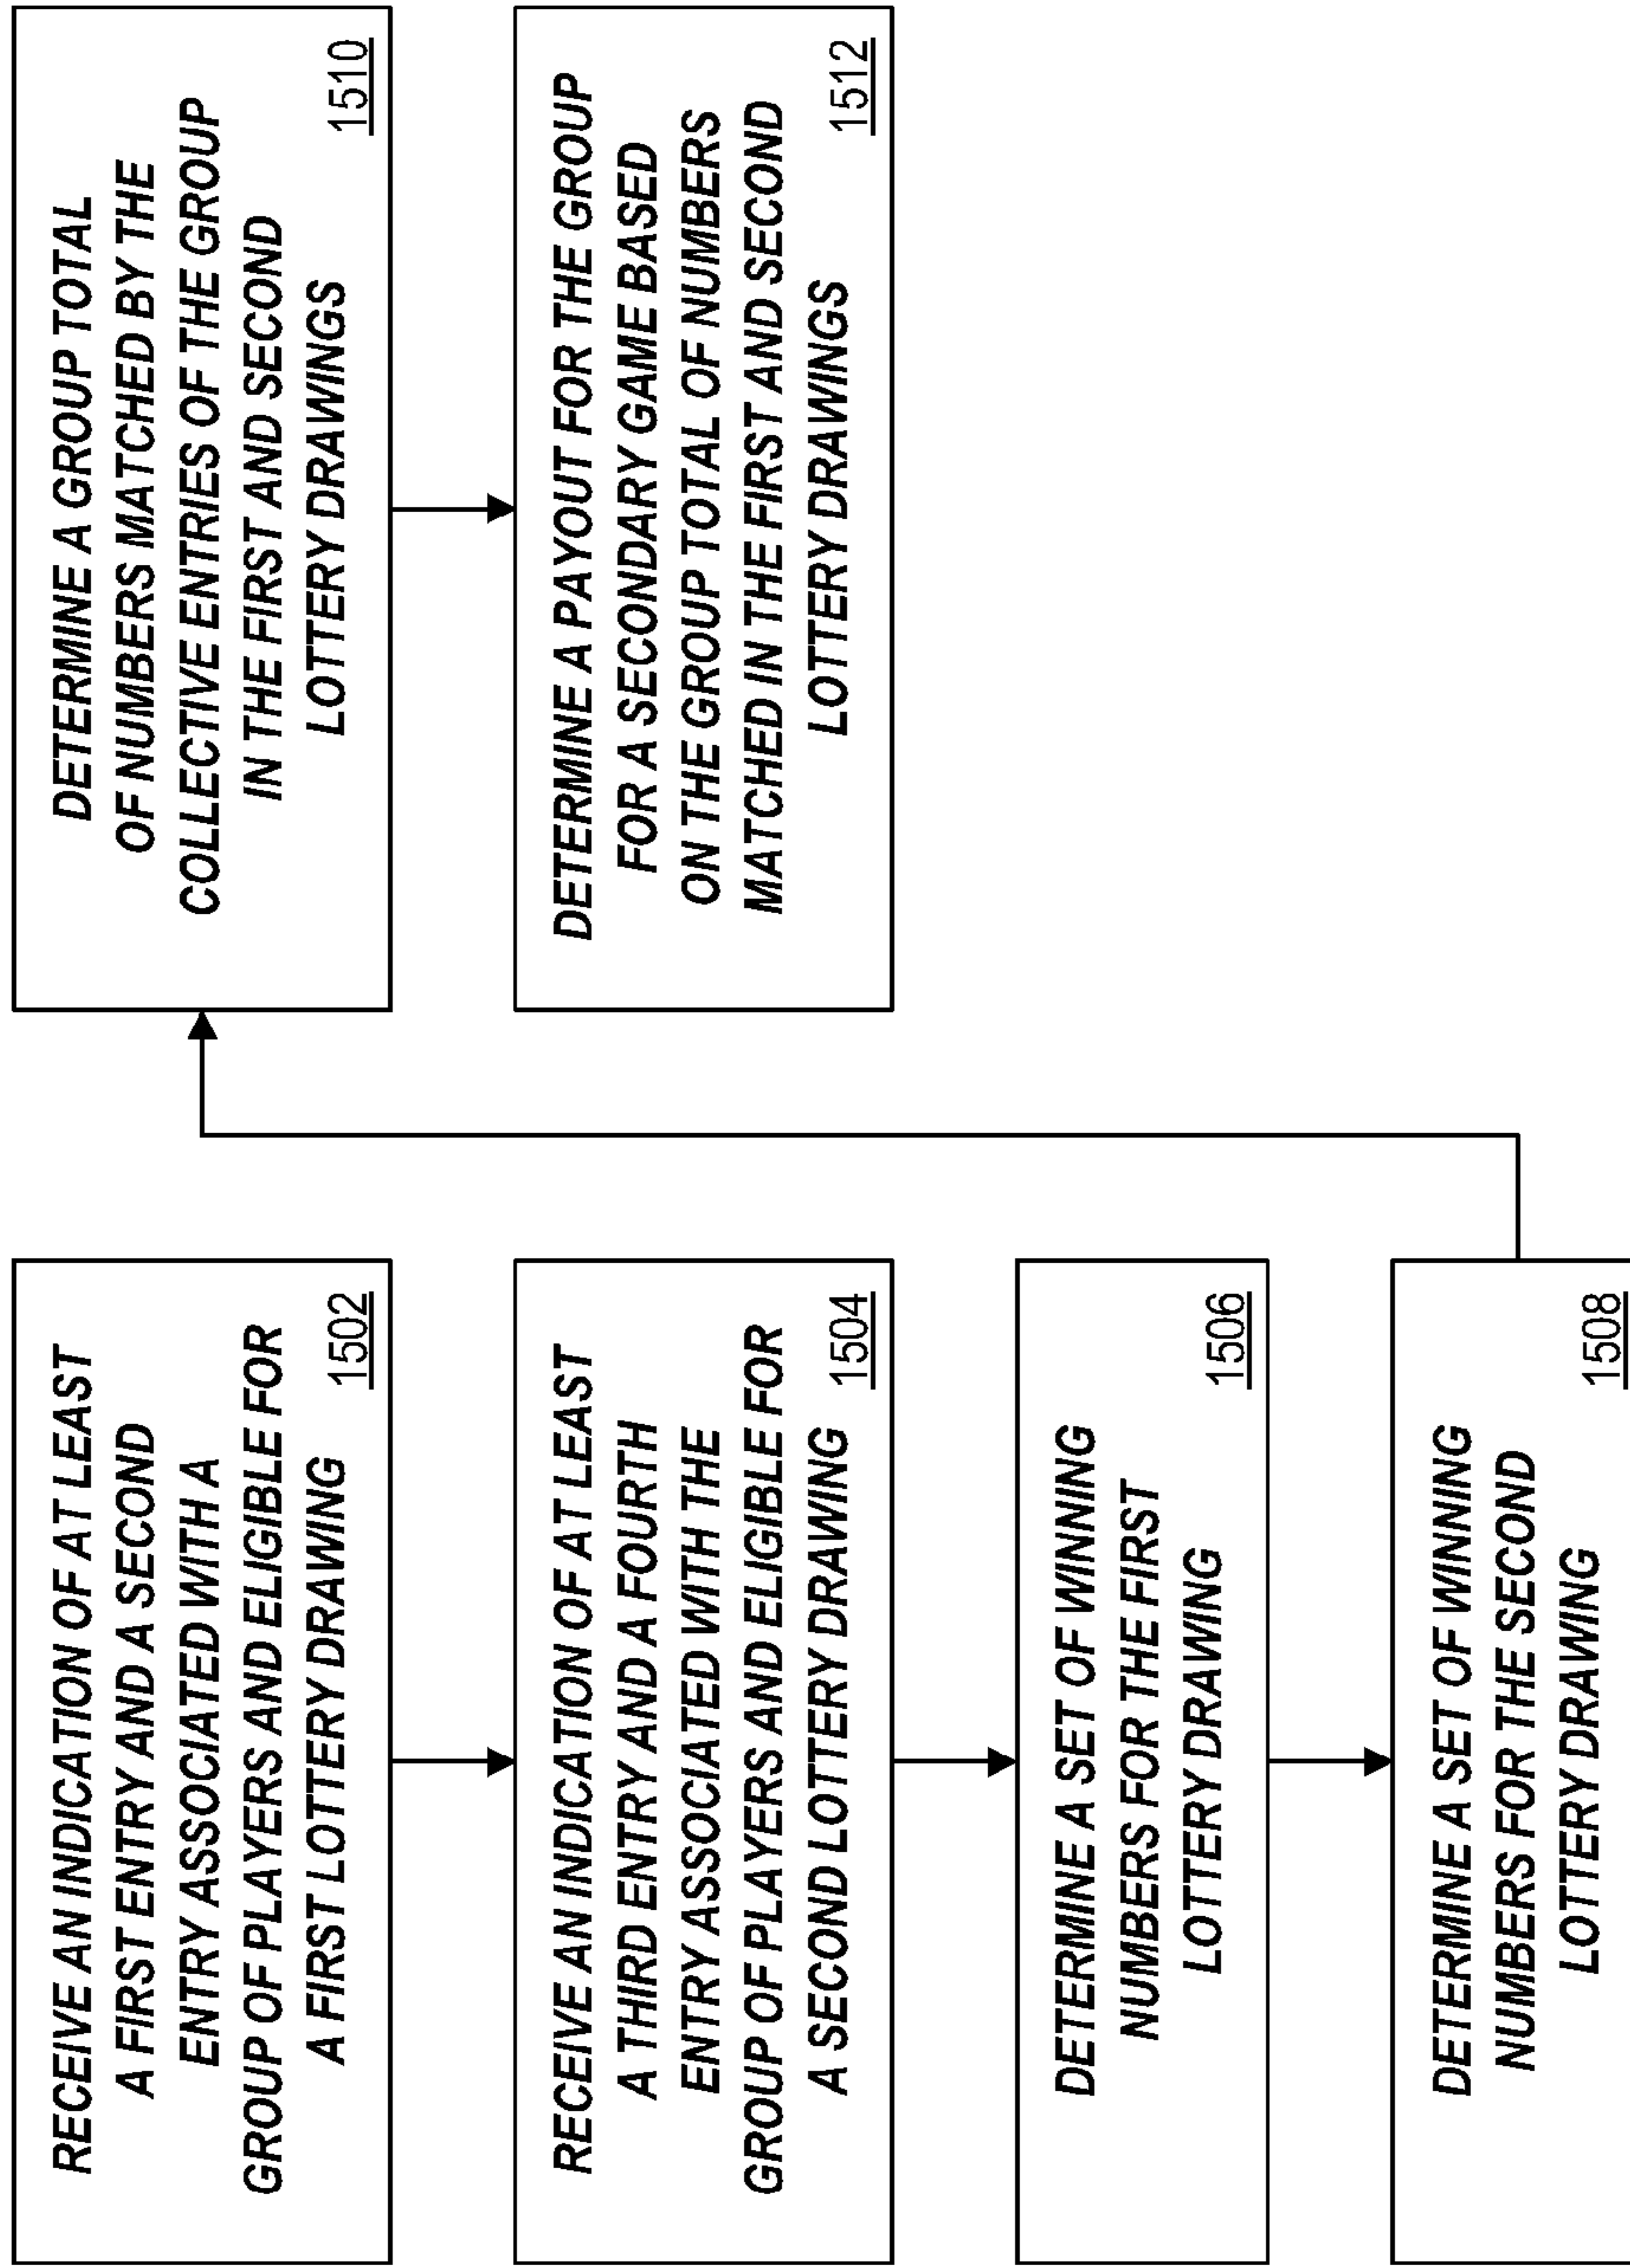 RECEIVE AN INDICATION OF AT LEAST
A FIRST ENTRY AND A SECOND
ENTRY ASSOCIATED WITH A
GROUP OF PLAYERS AND ELIGIBLE FOR
A FIRST LOTTERY DRAWING
1502
RECEIVE AN INDICATION OF AT LEAST
A THIRD ENTRY AND A FOURTH
ENTRY ASSOCIATED WITH THE
GROUP OF PLAYERS AND ELIGIBLE FOR
A SECOND LOTTERY DRAWING
1504
DETERMINE A SET OF WINNING
NUMBERS FOR THE FIRST
LOTTERY DRAWING
1506
DETERMINE A SET OF WINNING
NUMBERS FOR THE SECOND
LOTTERY DRAWING
1508
DETERMINE A GROUP TOTAL
OF NUMBERS MATCHED BY THE
COLLECTIVE ENTRIES OF THE GROUP
IN THE FIRST AND SECOND
LOTTERY DRAWINGS
1510
DETERMINE A PAYOUT FOR THE GROUP
FOR A SECONDARY GAME BASED
ON THE GROUP TOTAL OF NUMBERS
MATCHED IN THE FIRST AND SECOND
LOTTERY DRAWINGS
1512